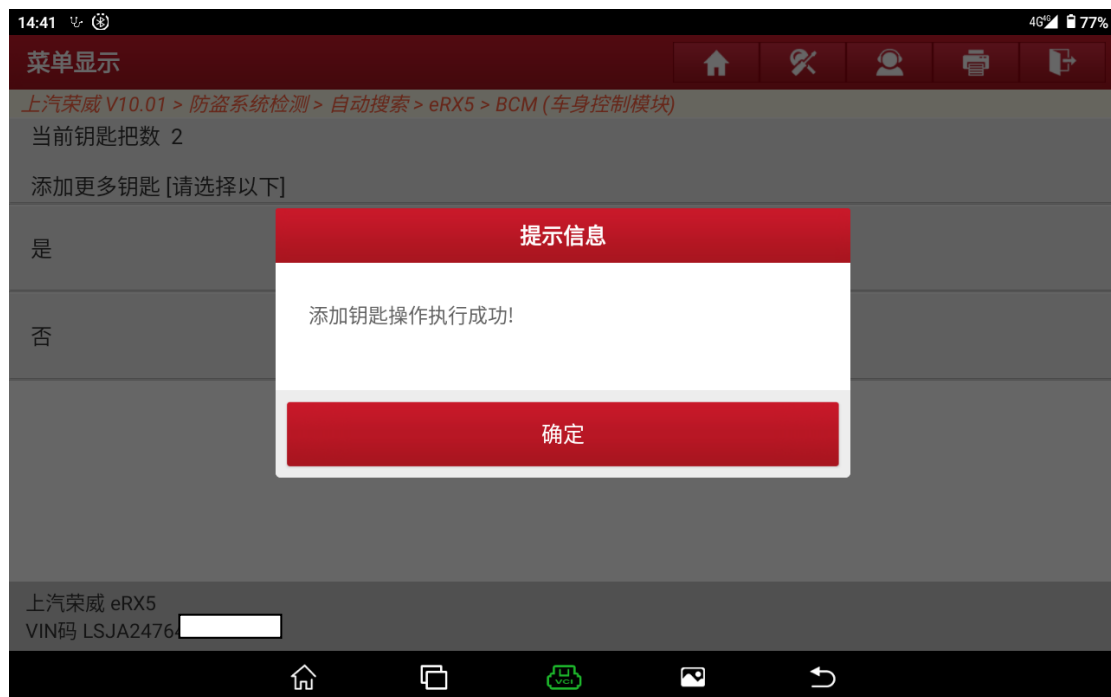 14:41
4G 4G 77%
菜单显示
上汽荣威 V10.01 > 防盗系统检测 > 自动搜索 > eRX5 > BCM (车身控制模块)
当前钥匙把数 2
添加更多钥匙 [请选择以下]
是
提示信息
添加钥匙操作执行成功!
否
确定
上汽荣威 eRX5
VIN码 LSJA24764
VCI